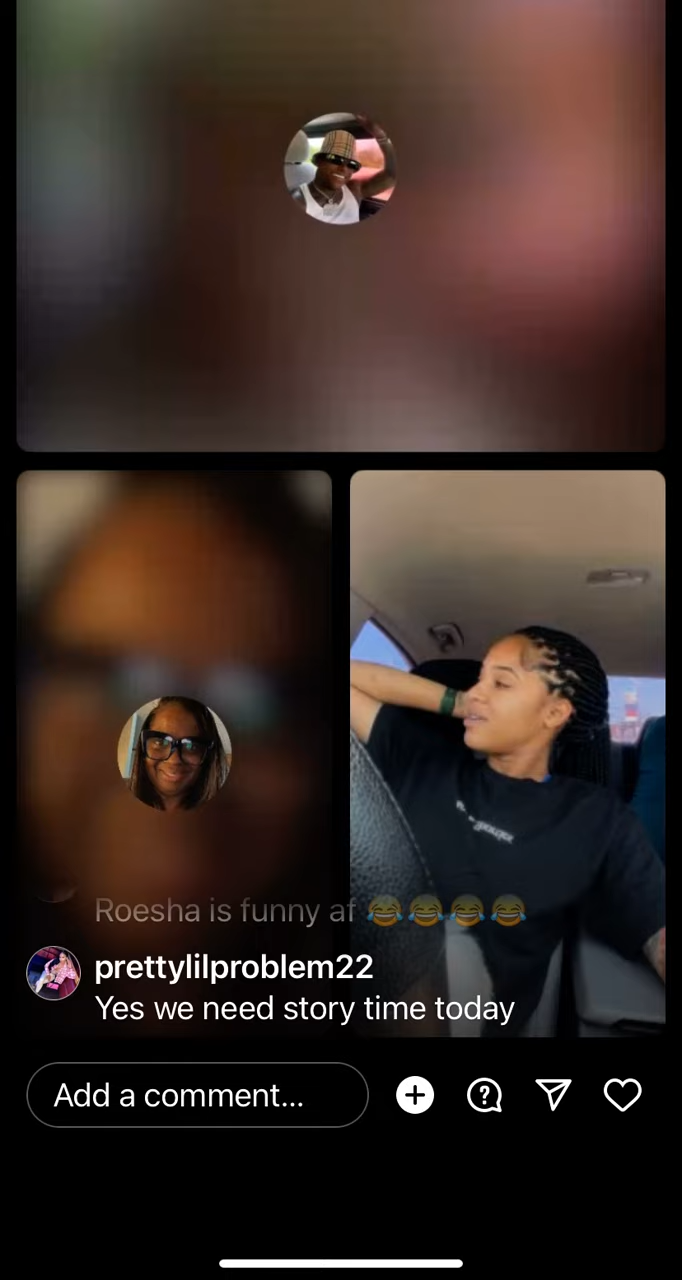 Roesha is funny af 😂😂😂😂
prettylilproblem22
Yes we need story time today
Add a comment...